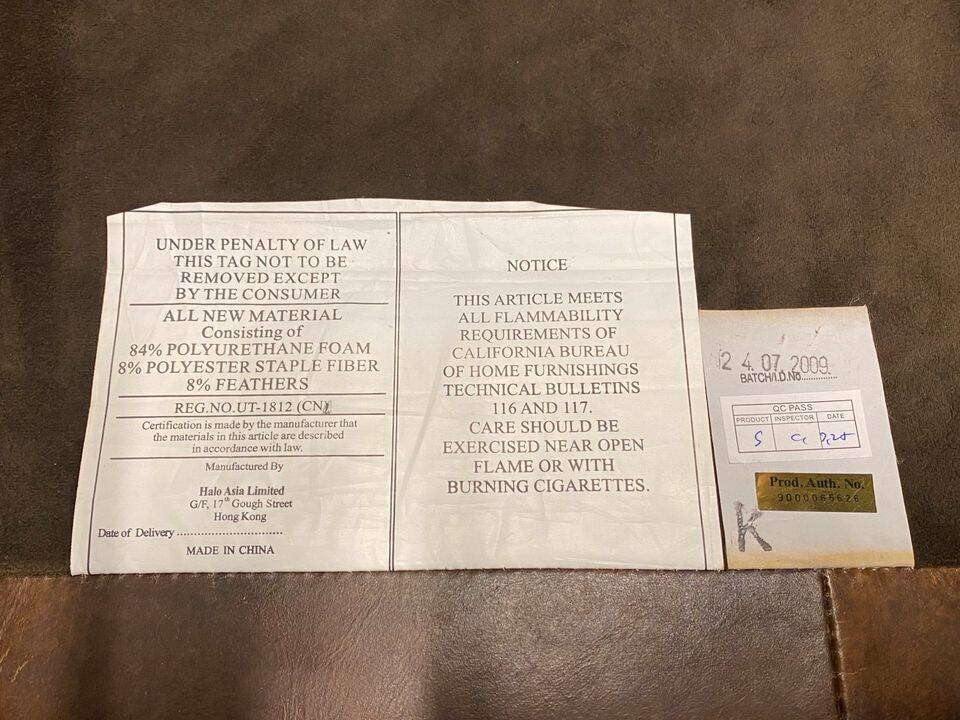 UNDER PENALTY OF LAW
THIS TAG NOT TO BE
REMOVED EXCEPT
BY THE CONSUMER
ALL NEW MATERIAL
Consisting of
84% POLYURETHANE FOAM
8% POLYESTER STAPLE FIBER
8% FEATHERS
REG.NO.UT-1812 (CN)
Certification is made by the manufacturer that
the materials in this article are described
in accordance with law.
Manufactured By
Halo Asia Limited
G/F, 17th Gough Street
Hong Kong
Date of Delivery ............................
MADE IN CHINA
NOTICE
THIS ARTICLE MEETS
ALL FLAMMABILITY
REQUIREMENTS OF
CALIFORNIA BUREAU
OF HOME FURNISHINGS
TECHNICAL BULLETINS
116 AND 117.
CARE SHOULD BE
EXERCISED NEAR OPEN
FLAME OR WITH
BURNING CIGARETTES.
24.07.2009.
BATCH/I.D.No.........
QC PASS
PRODUCT INSPECTOR DATE
S
Prod. Auth. No.
3000065626
K